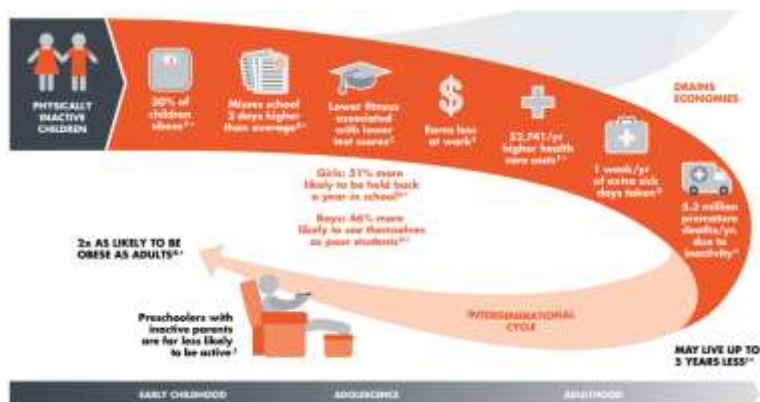 PHYSICALLY
INACTIVE
CHILDREN
30% of
children
obese
Misses school
2 days higher
than average
Lower fitness
associated
with lower
test scores
$
Earns less
at work
$2,741/yr
higher health
care costs
1 week/yr
of extra sick
days taken
DRAINS
ECONOMIES
5.3 million
premature
deaths/yr.
due to
inactivity
Girls: 51% more
likely to be held back
a year in school
Boys: 46% more
likely to see themselves
as poor students
2x AS LIKELY TO BE
OBESE AS ADULTS
Preschoolers with
inactive parents
are far less likely
to be active
INTERGENERATIONAL
CYCLE
MAY LIVE UP TO
5 YEARS LESS
EARLY CHILDHOOD
ADOLESCENCE
ADULTHOOD